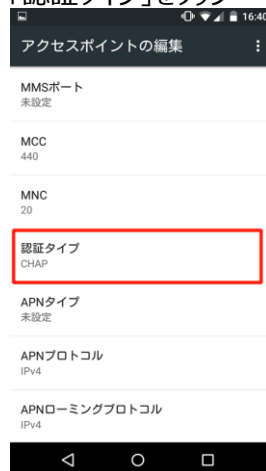 「認証タイプ」をタップ
16:40
アクセスポイントの編集
MMSポート
未設定
MCC
440
MNC
20
認証タイプ
CHAP
APNタイプ
未設定
APNプロトコル
IPv4
APNローミングプロトコル
IPv4